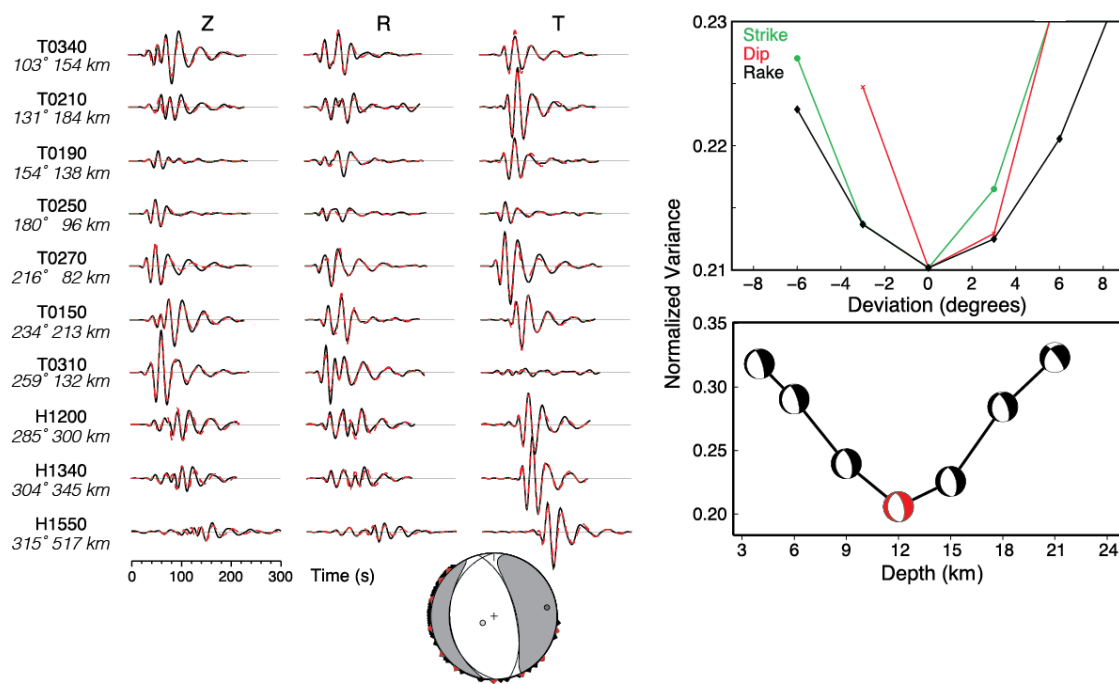 Z R T
T0340
103° 154 km
T0210
131° 184 km
T0190
154° 138 km
T0250
180° 96 km
T0270
216° 82 km
T0150
234° 213 km
T0310
259° 132 km
H1200
285° 300 km
H1340
304° 345 km
H1550
315° 517 km
0 100 200 300
Time (s)
0.23
0.22
0.21
Strike
Dip
Rake
−8 −6 −4 −2 0 2 4 6 8
Deviation (degrees)
Normalized Variance
0.35
0.30
0.25
0.20
3 6 9 12 15 18 21 24
Depth (km)